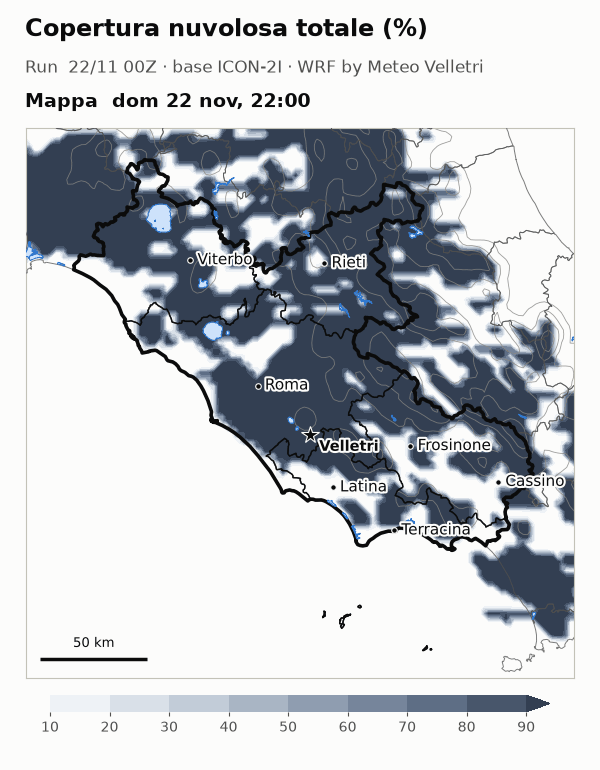 Copertura nuvolosa totale (%)
Run  22/11 00Z · base ICON-2I · WRF by Meteo Velletri
Mappa  dom 22 nov, 22:00
Viterbo
Rieti
Roma
Velletri
Frosinone
Latina
Cassino
Terracina
50 km
10 20 30 40 50 60 70 80 90